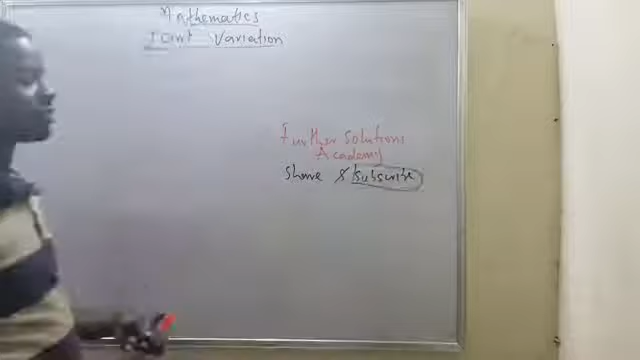 Mathematics
Joint Variation
Further Solutions
Academy
Share & Subscribe